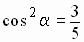 cos²α = 3/5